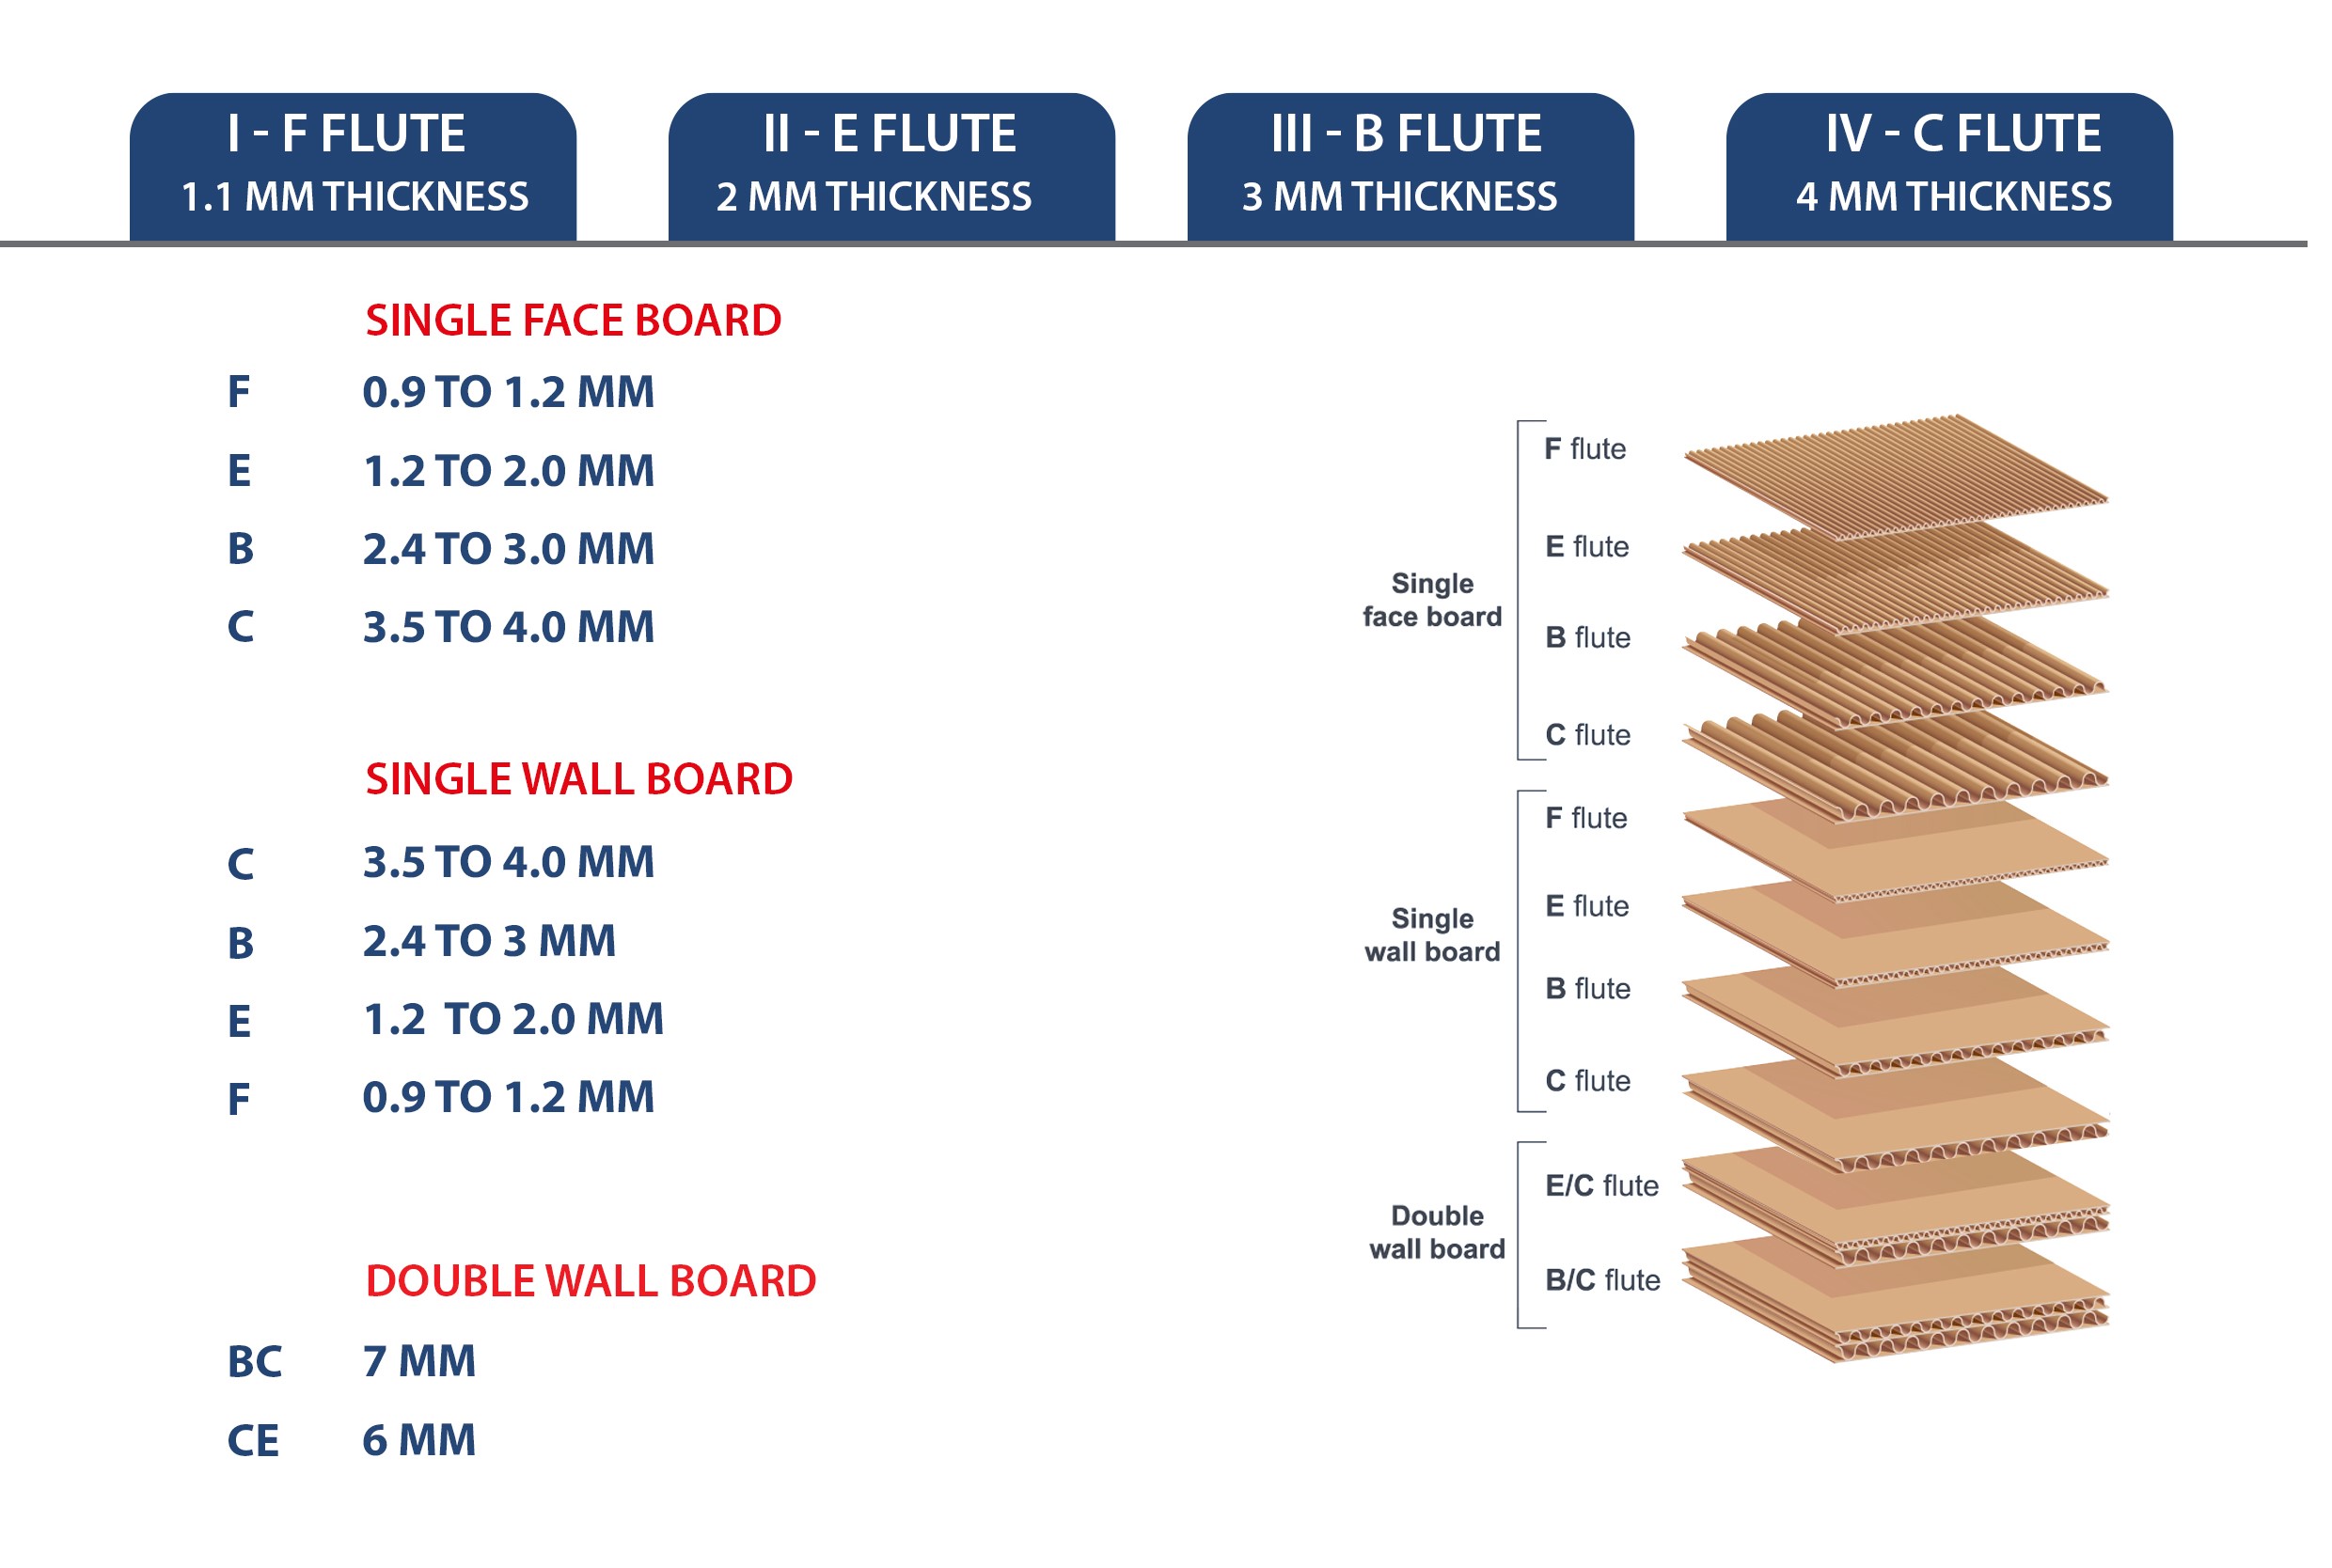 I - F FLUTE
1.1 MM THICKNESS
II - E FLUTE
2 MM THICKNESS
III - B FLUTE
3 MM THICKNESS
IV - C FLUTE
4 MM THICKNESS
SINGLE FACE BOARD
F 0.9 TO 1.2 MM
E 1.2 TO 2.0 MM
B 2.4 TO 3.0 MM
C 3.5 TO 4.0 MM
SINGLE WALL BOARD
C 3.5 TO 4.0 MM
B 2.4 TO 3 MM
E 1.2 TO 2.0 MM
F 0.9 TO 1.2 MM
DOUBLE WALL BOARD
BC 7 MM
CE 6 MM
Single
face board
F flute
E flute
B flute
C flute
Single
wall board
F flute
E flute
B flute
C flute
Double
wall board
E/C flute
B/C flute